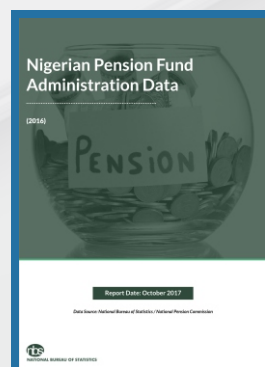 Nigerian Pension Fund
Administration Data
(2016)
PENSION
Report Date: October 2017
Data Source: National Bureau of Statistics / National Pension Commission
nbs
NATIONAL BUREAU OF STATISTICS